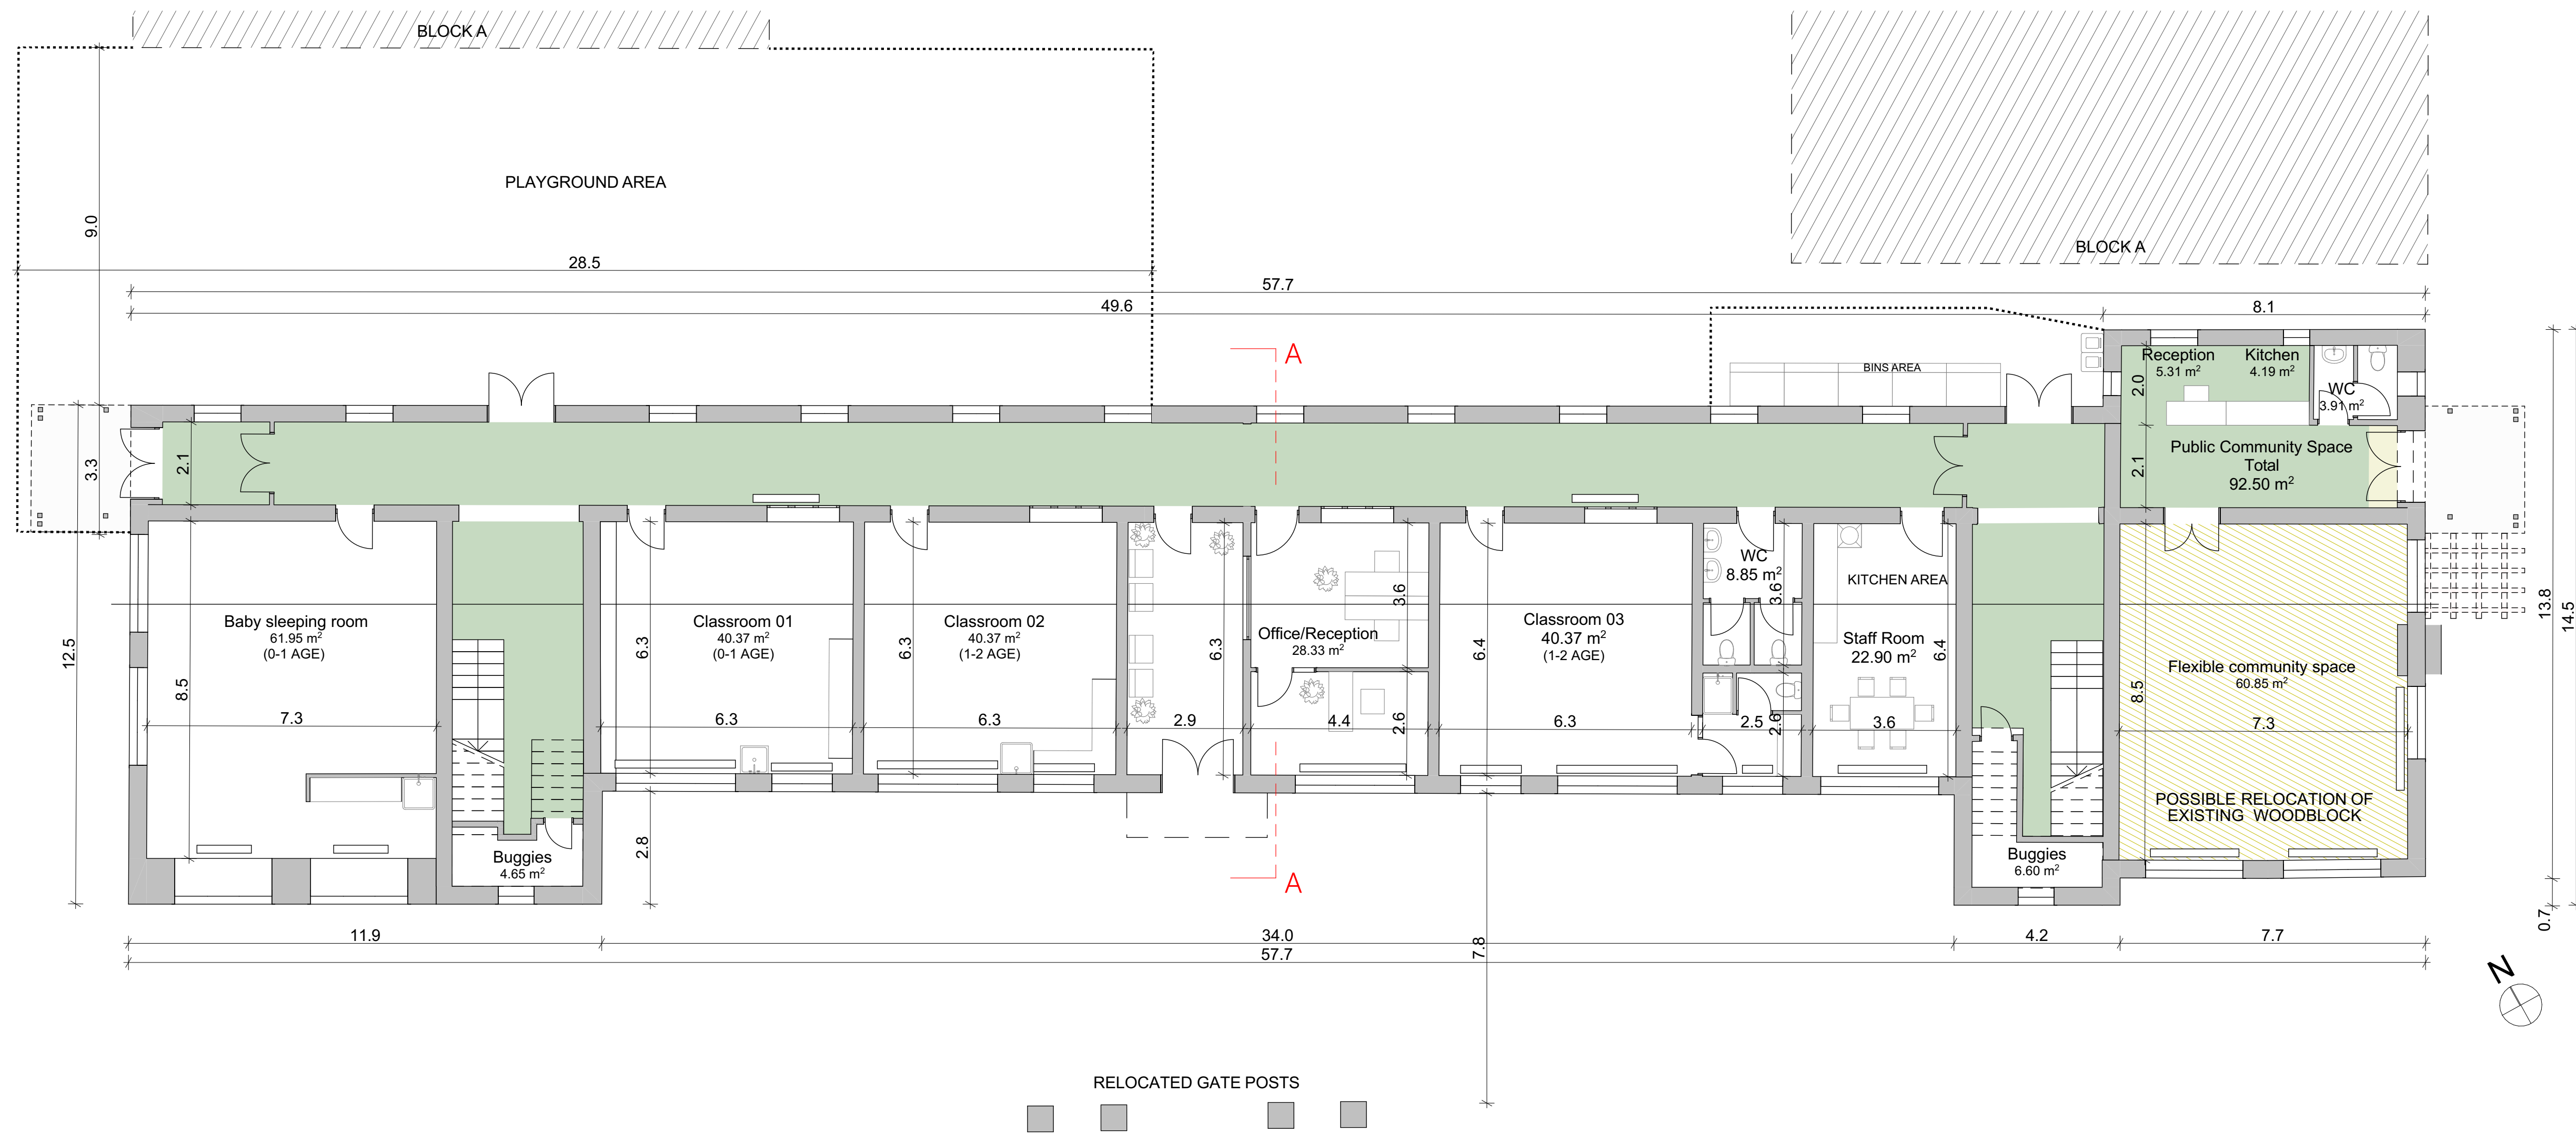 BLOCK A
PLAYGROUND AREA
BLOCK A
9.0
28.5
57.7
49.6
8.1
A
BINS AREA
Reception
5.31 m²
Kitchen
4.19 m²
WC
3.91 m²
2.0
2.1
Public Community Space
Total
92.50 m²
3.3
2.1
12.5
Baby sleeping room
61.95 m²
(0-1 AGE)
8.5
7.3
Classroom 01
40.37 m²
(0-1 AGE)
6.3
6.3
Classroom 02
40.37 m²
(1-2 AGE)
6.3
6.3
6.3
2.9
Office/Reception
28.33 m²
3.6
4.4
2.6
Classroom 03
40.37 m²
(1-2 AGE)
6.4
6.3
WC
8.85 m²
3.6
2.5
2.6
KITCHEN AREA
Staff Room
22.90 m²
6.4
3.6
Flexible community space
60.85 m²
8.5
7.3
POSSIBLE RELOCATION OF
EXISTING WOODBLOCK
13.8
14.5
0.7
Buggies
4.65 m²
2.8
A
Buggies
6.60 m²
11.9
34.0
4.2
7.7
57.7
7.8
N
RELOCATED GATE POSTS